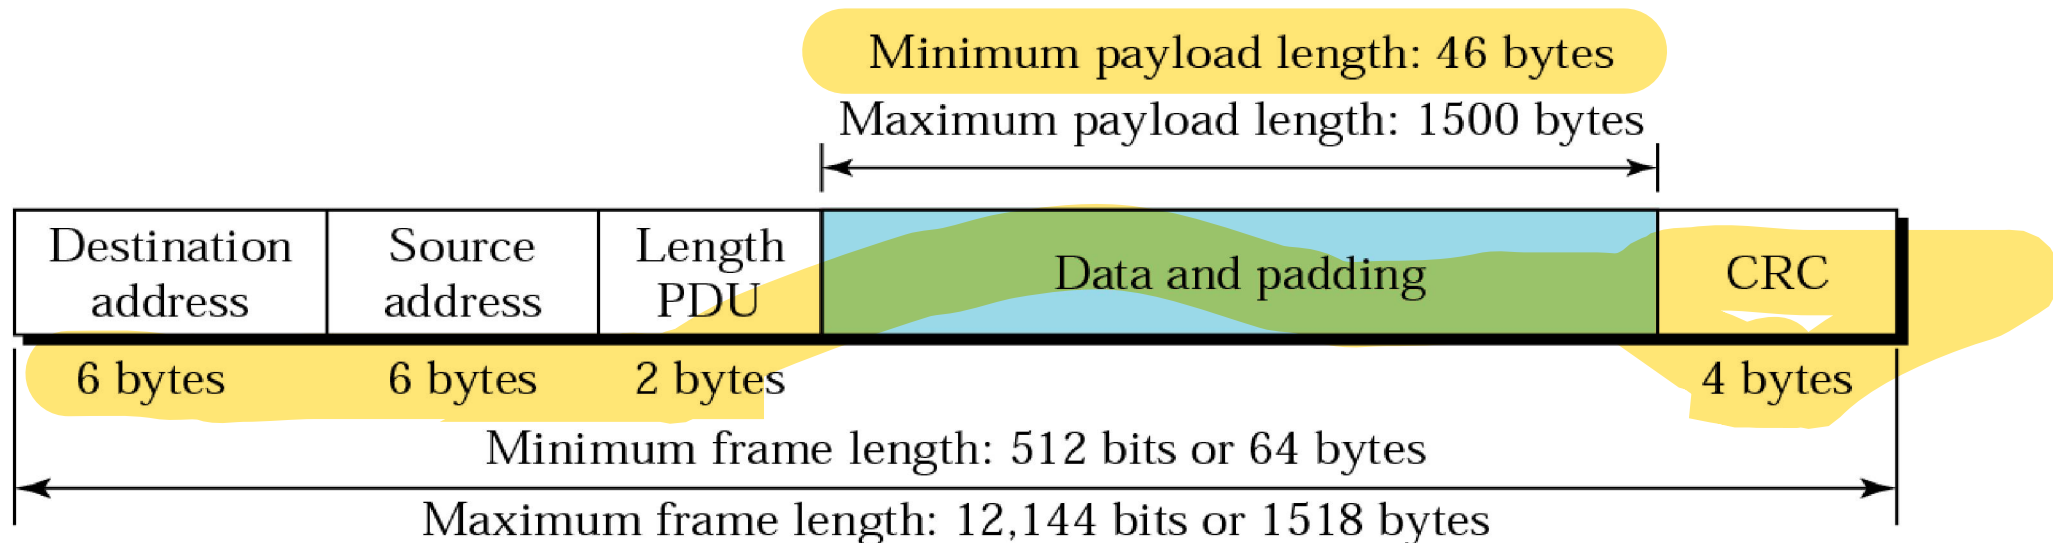 Minimum payload length: 46 bytes
Maximum payload length: 1500 bytes
Destination address
Source address
Length PDU
Data and padding
CRC
6 bytes
6 bytes
2 bytes
4 bytes
Minimum frame length: 512 bits or 64 bytes
Maximum frame length: 12,144 bits or 1518 bytes